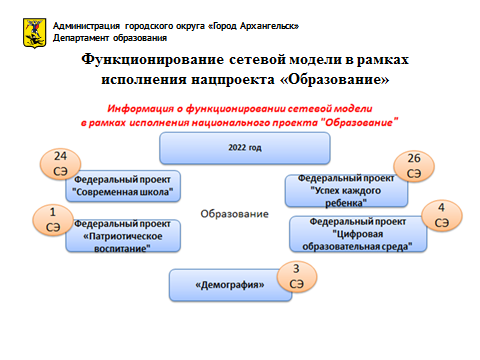 Администрация городского округа «Город Архангельск»
Департамент образования
Функционирование сетевой модели в рамках
исполнения нацпроекта «Образование»
Информация о функционировании сетевой модели
в рамках исполнения национального проекта "Образование"
2022 год
24
СЭ
Федеральный проект
"Современная школа"
26
СЭ
Федеральный проект
"Успех каждого
ребенка"
1
СЭ
Федеральный проект
«Патриотическое
воспитание"
Образование
4
СЭ
Федеральный проект
"Цифровая
образовательная среда"
«Демография»
3
СЭ